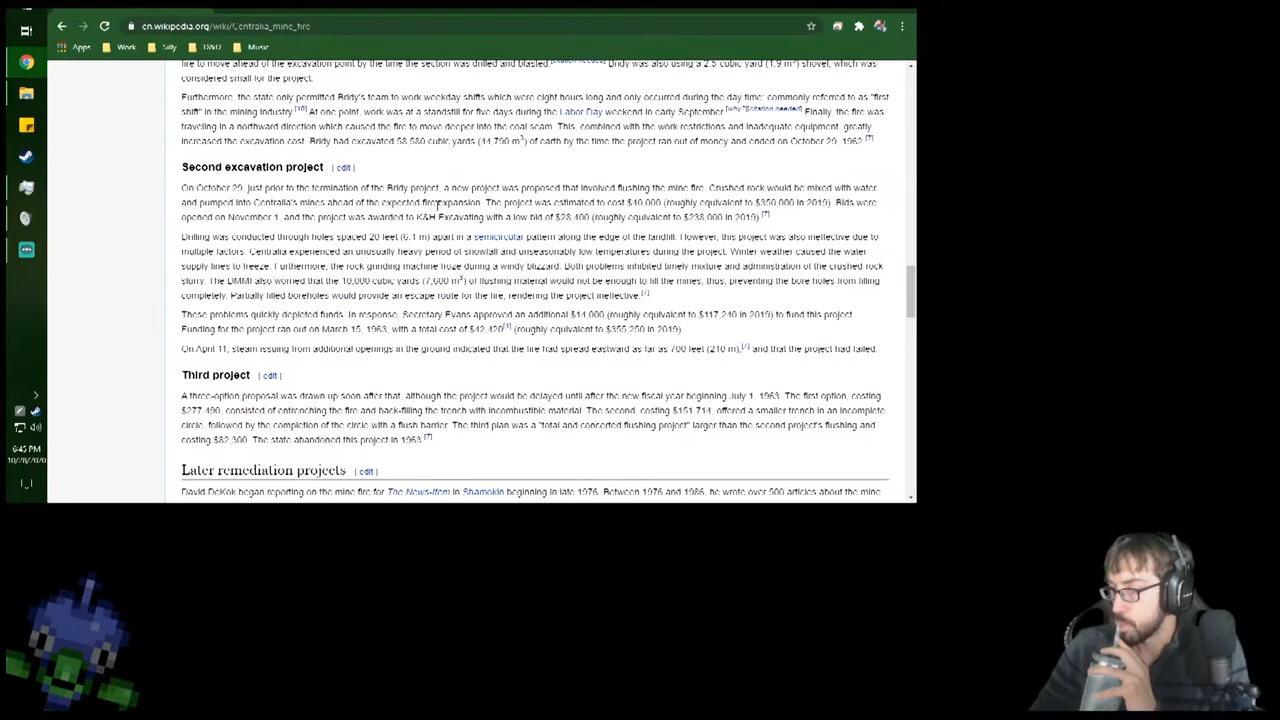 en.wikipedia.org/wiki/Centralia_mine_fire
Apps Work Silly D&D Music
fire to move ahead of the excavation point by the time the section was drilled and blasted.[citation needed] Bridy was also using a 2.5 cubic yard (1.9 m3) shovel, which was
considered small for the project.
Furthermore, the state only permitted Bridy's team to work weekday shifts which were eight hours long and only occurred during the day time; commonly referred to as "first
shift" in the mining industry.[10] At one point, work was at a standstill for five days during the Labor Day weekend in early September.[why?][citation needed] Finally, the fire was
traveling in a northward direction which caused the fire to move deeper into the coal seam. This, combined with the work restrictions and inadequate equipment, greatly
increased the excavation cost. Bridy had excavated 58,580 cubic yards (44,790 m3) of earth by the time the project ran out of money and ended on October 29, 1962.[7]
Second excavation project [ edit ]
On October 29, just prior to the termination of the Bridy project, a new project was proposed that involved flushing the mine fire. Crushed rock would be mixed with water
and pumped into Centralia's mines ahead of the expected fire expansion. The project was estimated to cost $40,000 (roughly equivalent to $350,000 in 2019). Bids were
opened on November 1, and the project was awarded to K&H Excavating with a low bid of $28,400 (roughly equivalent to $238,000 in 2019).[7]
Drilling was conducted through holes spaced 20 feet (6.1 m) apart in a semicircular pattern along the edge of the landfill. However, this project was also ineffective due to
multiple factors. Centralia experienced an unusually heavy period of snowfall and unseasonably low temperatures during the project. Winter weather caused the water
supply lines to freeze. Furthermore, the rock grinding machine froze during a windy blizzard. Both problems inhibited timely mixture and administration of the crushed rock
slurry. The DMMI also worried that the 10,000 cubic yards (7,600 m3) of flushing material would not be enough to fill the mines, thus, preventing the bore holes from filling
completely. Partially filled boreholes would provide an escape route for the fire, rendering the project ineffective.[7]
These problems quickly depleted funds. In response, Secretary Evans approved an additional $14,000 (roughly equivalent to $117,240 in 2019) to fund this project.
Funding for the project ran out on March 15, 1963, with a total cost of $42,420[1] (roughly equivalent to $355,250 in 2019).
On April 11, steam issuing from additional openings in the ground indicated that the fire had spread eastward as far as 700 feet (210 m),[7] and that the project had failed.
Third project [ edit ]
A three-option proposal was drawn up soon after that, although the project would be delayed until after the new fiscal year beginning July 1, 1963. The first option, costing
$277,490, consisted of entrenching the fire and back-filling the trench with incombustible material. The second, costing $151,714, offered a smaller trench in an incomplete
circle, followed by the completion of the circle with a flush barrier. The third plan was a "total and concerted flushing project" larger than the second project's flushing and
costing $82,300. The state abandoned this project in 1963.[7]
Later remediation projects [ edit ]
David DeKok began reporting on the mine fire for The News-Item in Shamokin beginning in late 1976. Between 1976 and 1986, he wrote over 500 articles about the mine
6:45 PM
10/28/2020